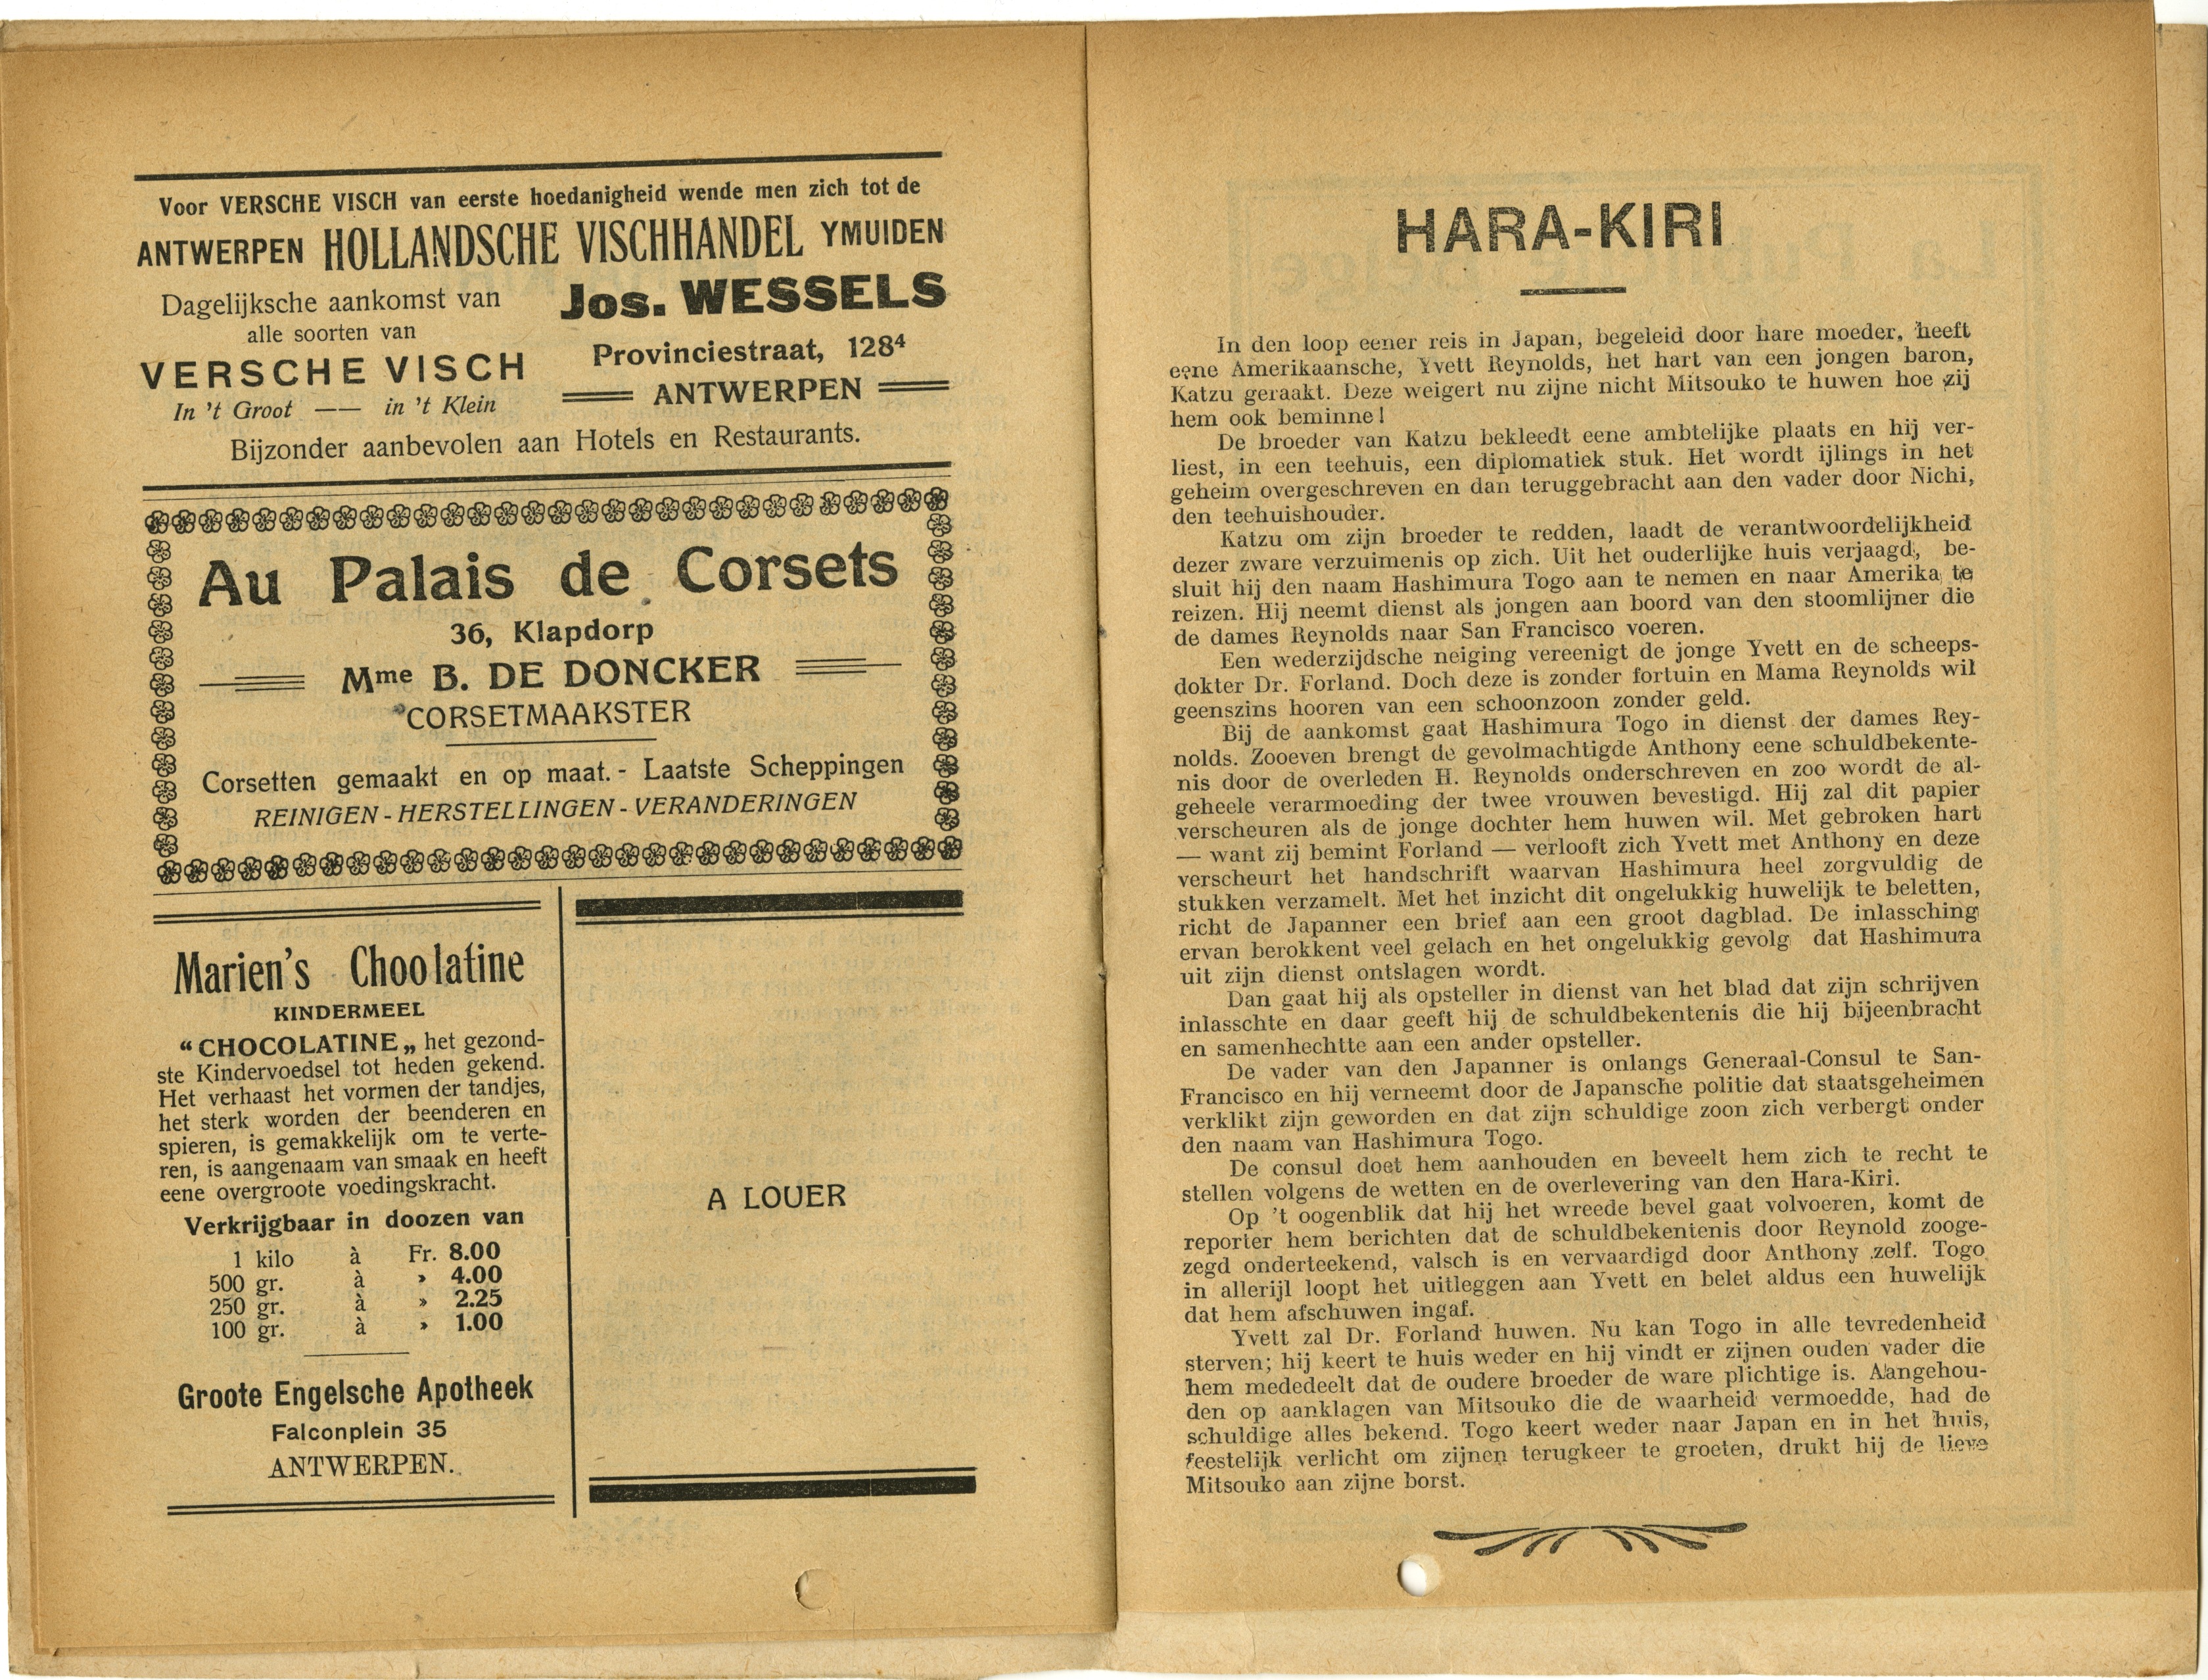 Voor VERSCHE VISCH van eerste hoedanigheid wende men zich tot de
ANTWERPEN HOLLANDSCHE VISCHHANDEL YMUIDEN
Dagelijksche aankomst van
alle soorten van
VERSCHE VISCH
In 't Groot —— in 't Klein
Jos. WESSELS
Provinciestraat, 128⁴
ANTWERPEN
Bijzonder aanbevolen aan Hotels en Restaurants.
Au Palais de Corsets
36, Klapdorp
Mme B. DE DONCKER
CORSETMAAKSTER
Corsetten gemaakt en op maat. - Laatste Scheppingen
REINIGEN - HERSTELLINGEN - VERANDERINGEN
Marien's Choolatine
KINDERMEEL
“ CHOCOLATINE „ het gezond-
ste Kindervoedsel tot heden gekend.
Het verhaast het vormen der tandjes,
het sterk worden der beenderen en
spieren, is gemakkelijk om te verte-
ren, is aangenaam van smaak en heeft
eene overgroote voedingskracht.
Verkrijgbaar in doozen van
1 kilo à Fr. 8.00
500 gr. à » 4.00
250 gr. à » 2.25
100 gr. à » 1.00
Groote Engelsche Apotheek
Falconplein 35
ANTWERPEN.
A LOUER
HARA-KIRI
In den loop eener reis in Japan, begeleid door hare moeder, heeft
eene Amerikaansche, Yvett Reynolds, het hart van een jongen baron,
Katzu geraakt. Deze weigert nu zijne nicht Mitsouko te huwen hoe zij
hem ook beminne!
De broeder van Katzu bekleedt eene ambtelijke plaats en hij ver-
liest, in een teehuis, een diplomatiek stuk. Het wordt ijlings in het
geheim overgeschreven en dan teruggebracht aan den vader door Nichi,
den teehuishouder.
Katzu om zijn broeder te redden, laadt de verantwoordelijkheid
dezer zware verzuimenis op zich. Uit het ouderlijke huis verjaagd, be-
sluit hij den naam Hashimura Togo aan te nemen en naar Amerika te
reizen. Hij neemt dienst als jongen aan boord van den stoomlijner die
de dames Reynolds naar San Francisco voeren.
Een wederzijdsche neiging vereenigt de jonge Yvett en de scheeps-
dokter Dr. Forland. Doch deze is zonder fortuin en Mama Reynolds wil
geenszins hooren van een schoonzoon zonder geld.
Bij de aankomst gaat Hashimura Togo in dienst der dames Rey-
nolds. Zooeven brengt de gevolmachtigde Anthony eene schuldbekente-
nis door de overleden H. Reynolds onderschreven en zoo wordt de al-
geheele verarmoeding der twee vrouwen bevestigd. Hij zal dit papier
verscheuren als de jonge dochter hem huwen wil. Met gebroken hart
— want zij bemint Forland — verlooft zich Yvett met Anthony en deze
verscheurt het handschrift waarvan Hashimura heel zorgvuldig de
stukken verzamelt. Met het inzicht dit ongelukkig huwelijk te beletten,
richt de Japanner een brief aan een groot dagblad. De inlassching
ervan berokkent veel gelach en het ongelukkig gevolg dat Hashimura
uit zijn dienst ontslagen wordt.
Dan gaat hij als opsteller in dienst van het blad dat zijn schrijven
inlasschte en daar geeft hij de schuldbekentenis die hij bijeenbracht
en samenhechtte aan een ander opsteller.
De vader van den Japanner is onlangs Generaal-Consul te San-
Francisco en hij verneemt door de Japansche politie dat staatsgeheimen
verklikt zijn geworden en dat zijn schuldige zoon zich verbergt onder
den naam van Hashimura Togo.
De consul doet hem aanhouden en beveelt hem zich te recht te
stellen volgens de wetten en de overlevering van den Hara-Kiri.
Op 't oogenblik dat hij het wreede bevel gaat volvoeren, komt de
reporter hem berichten dat de schuldbekentenis door Reynold zooge-
zegd onderteekend, valsch is en vervaardigd door Anthony zelf. Togo
in allerijl loopt het uitleggen aan Yvett en belet aldus een huwelijk
dat hem afschuwen ingaf.
Yvett zal Dr. Forland huwen. Nu kan Togo in alle tevredenheid
sterven; hij keert te huis weder en hij vindt er zijnen ouden vader die
hem mededeelt dat de oudere broeder de ware plichtige is. Aangehou-
den op aanklagen van Mitsouko die de waarheid vermoedde, had de
schuldige alles bekend. Togo keert weder naar Japan en in het huis,
feestelijk verlicht om zijnen terugkeer te groeten, drukt hij de lieve
Mitsouko aan zijne borst.